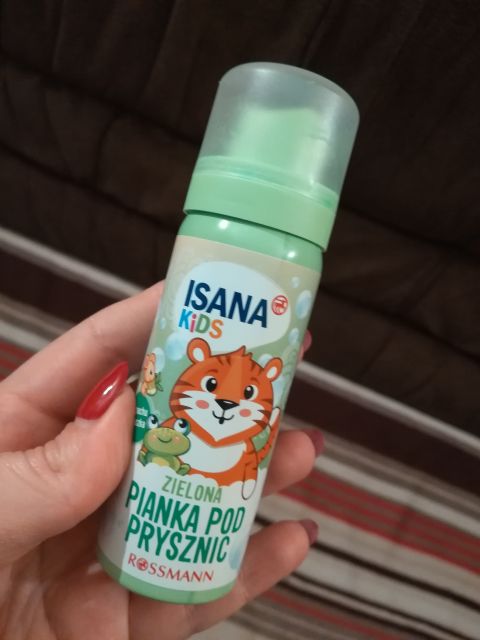 ISANA
KiDS
ZIELONA
PIANKA POD
PRYSZNIC
ROSSMANN